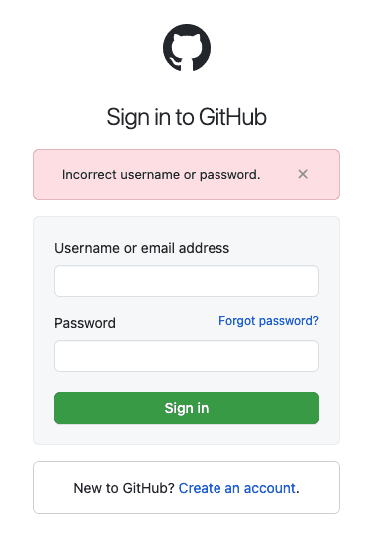 Sign in to GitHub
Incorrect username or password.
Username or email address
Password Forgot password?
Sign in
New to GitHub? Create an account.